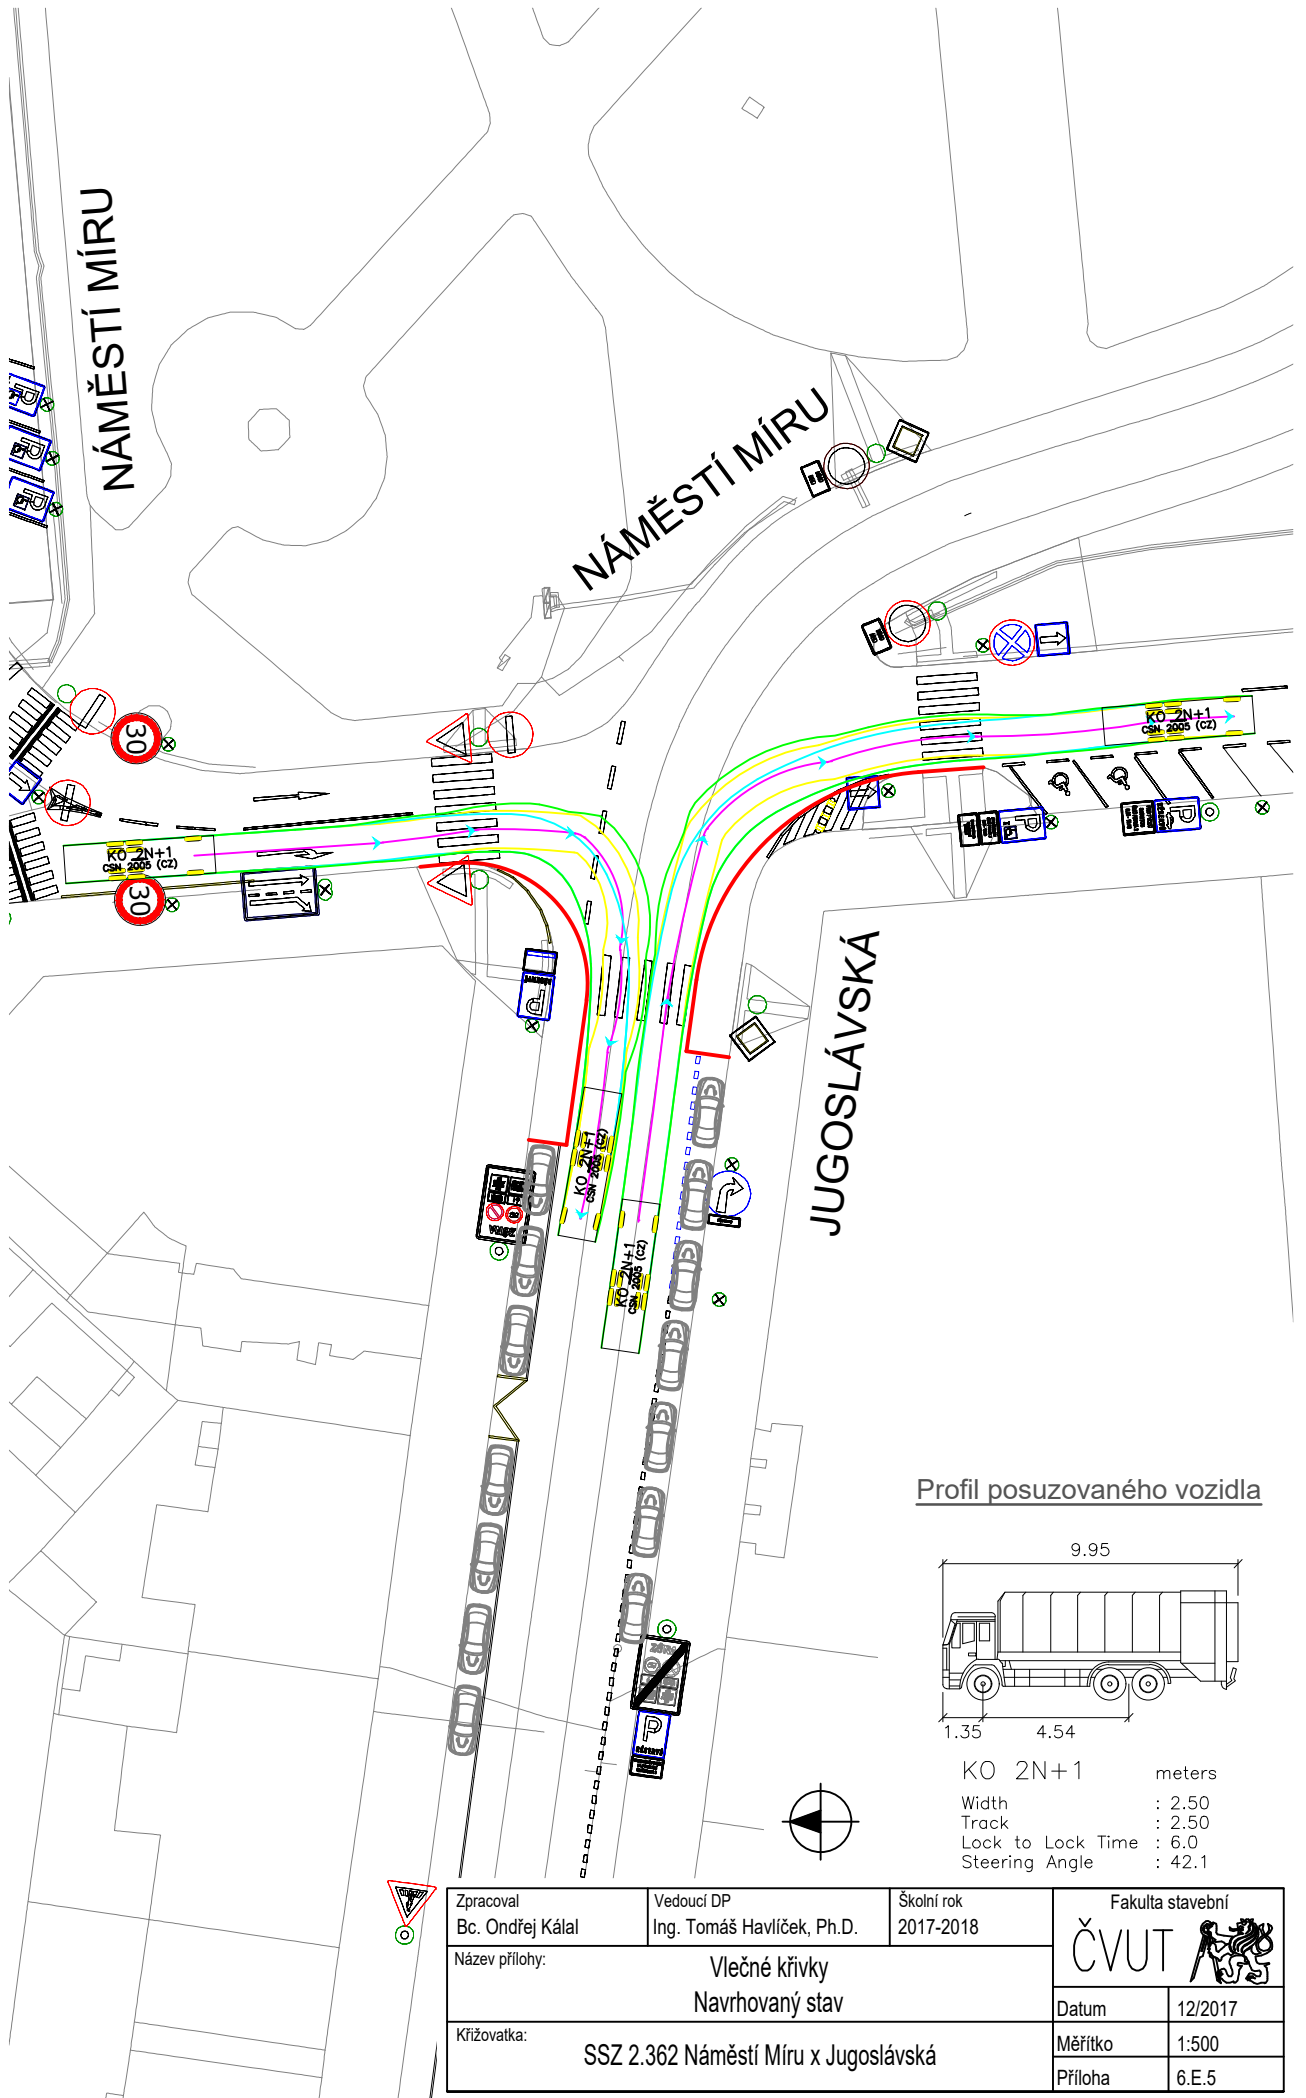 NÁMĚSTÍ MÍRU
NÁMĚSTÍ MÍRU
30
KO 2N+1
CSN 2005 (CZ)
30
KO 2N+1
CSN 2005 (CZ)
P
P
JUGOSLÁVSKÁ
KO 2N+1
CSN 2005 (CZ)
KO 2N+1
CSN 2005 (CZ)
P
Profil posuzovaného vozidla
9.95
1.35
4.54
KO 2N+1 meters
Width : 2.50
Track : 2.50
Lock to Lock Time : 6.0
Steering Angle : 42.1
Zpracoval
Bc. Ondřej Kálal
Vedoucí DP
Ing. Tomáš Havlíček, Ph.D.
Školní rok
2017-2018
Fakulta stavební
ČVUT
Název přílohy:
Vlečné křivky
Navrhovaný stav
Datum 12/2017
Křižovatka:
SSZ 2.362 Náměstí Míru x Jugoslávská
Měřítko 1:500
Příloha 6.E.5